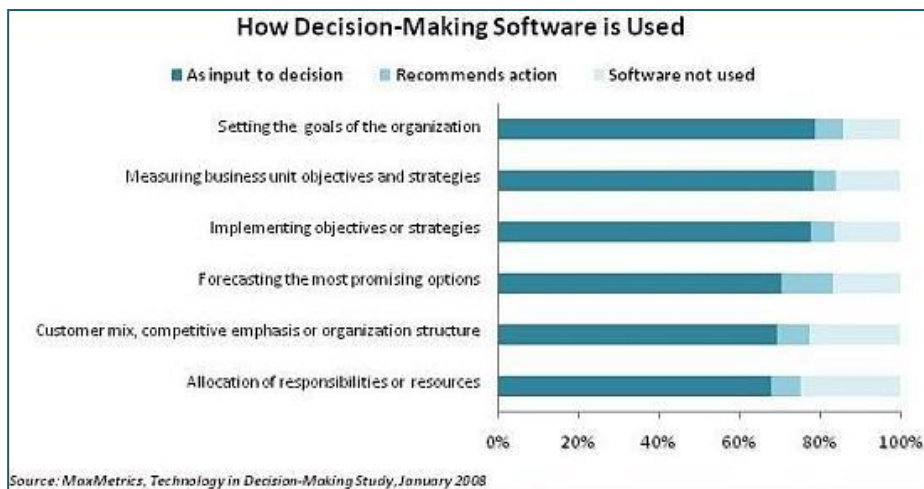 How Decision-Making Software is Used
As input to decision Recommends action Software not used
Setting the goals of the organization
Measuring business unit objectives and strategies
Implementing objectives or strategies
Forecasting the most promising options
Customer mix, competitive emphasis or organization structure
Allocation of responsibilities or resources
0% 20% 40% 60% 80% 100%
Source: MaxMetrics, Technology in Decision-Making Study, January 2008